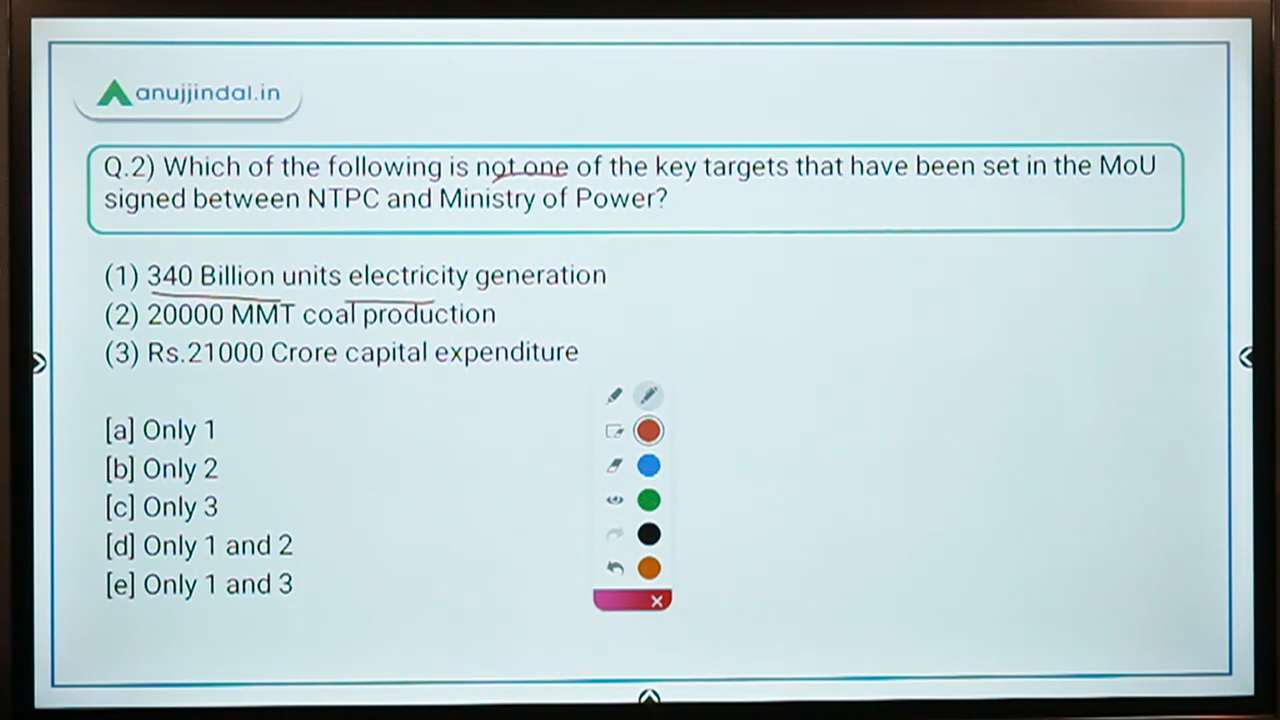 anujjindal.in
Q.2) Which of the following is not one of the key targets that have been set in the MoU
signed between NTPC and Ministry of Power?
(1) 340 Billion units electricity generation
(2) 20000 MMT coal production
(3) Rs.21000 Crore capital expenditure
[a] Only 1
[b] Only 2
[c] Only 3
[d] Only 1 and 2
[e] Only 1 and 3